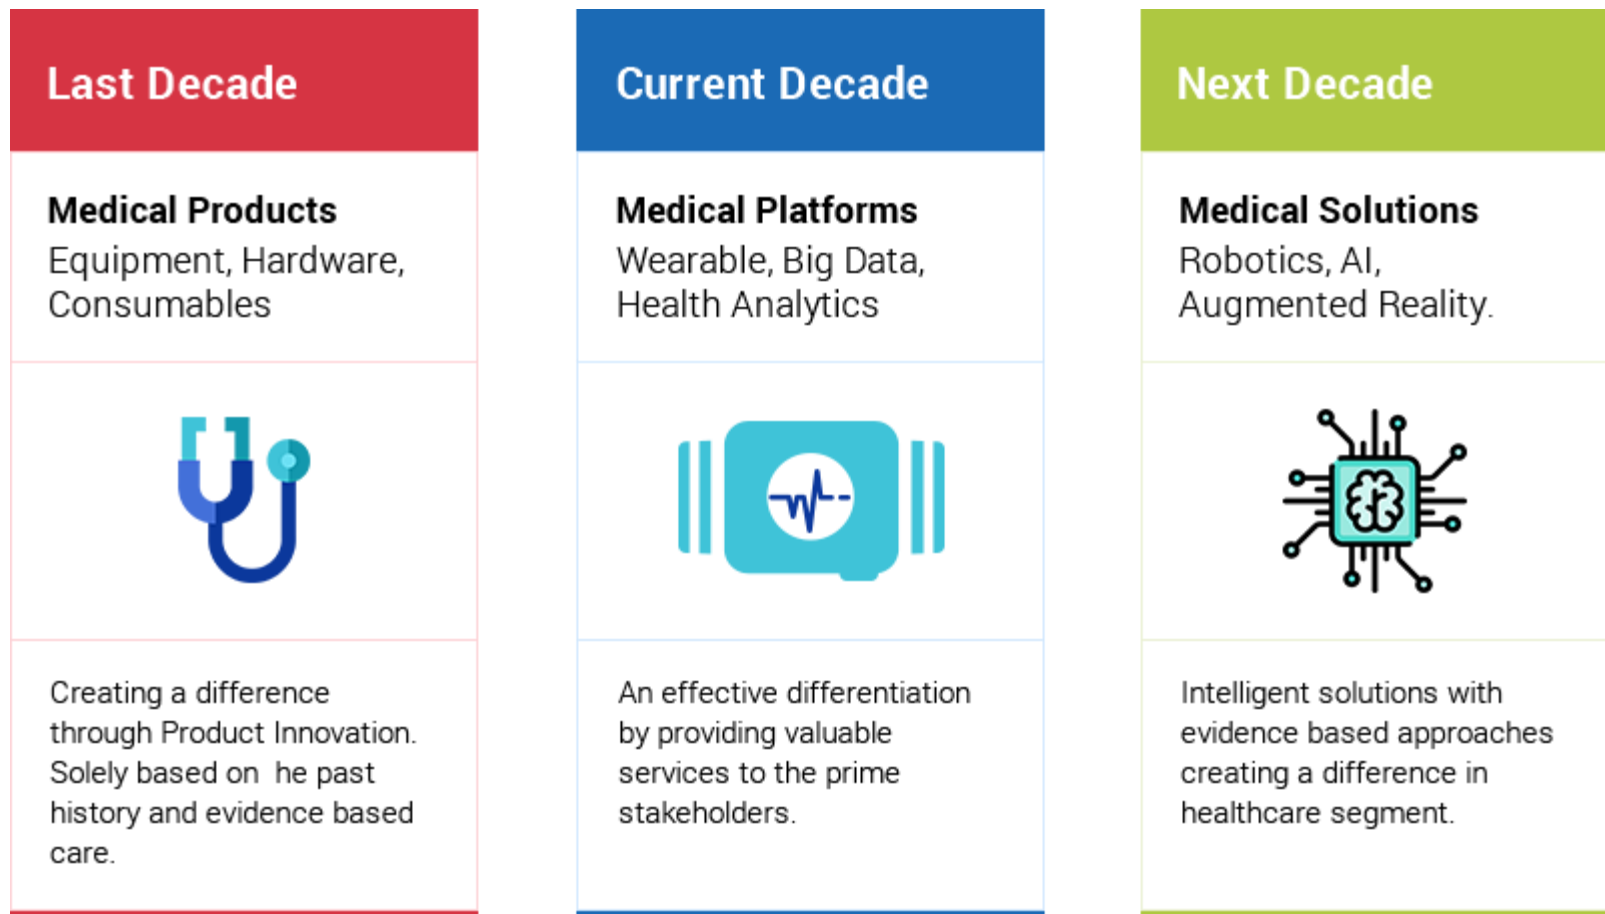 Last Decade
Medical Products
Equipment, Hardware,
Consumables
Creating a difference
through Product Innovation.
Solely based on  he past
history and evidence based
care.
Current Decade
Medical Platforms
Wearable, Big Data,
Health Analytics
An effective differentiation
by providing valuable
services to the prime
stakeholders.
Next Decade
Medical Solutions
Robotics, AI,
Augmented Reality.
Intelligent solutions with
evidence based approaches
creating a difference in
healthcare segment.